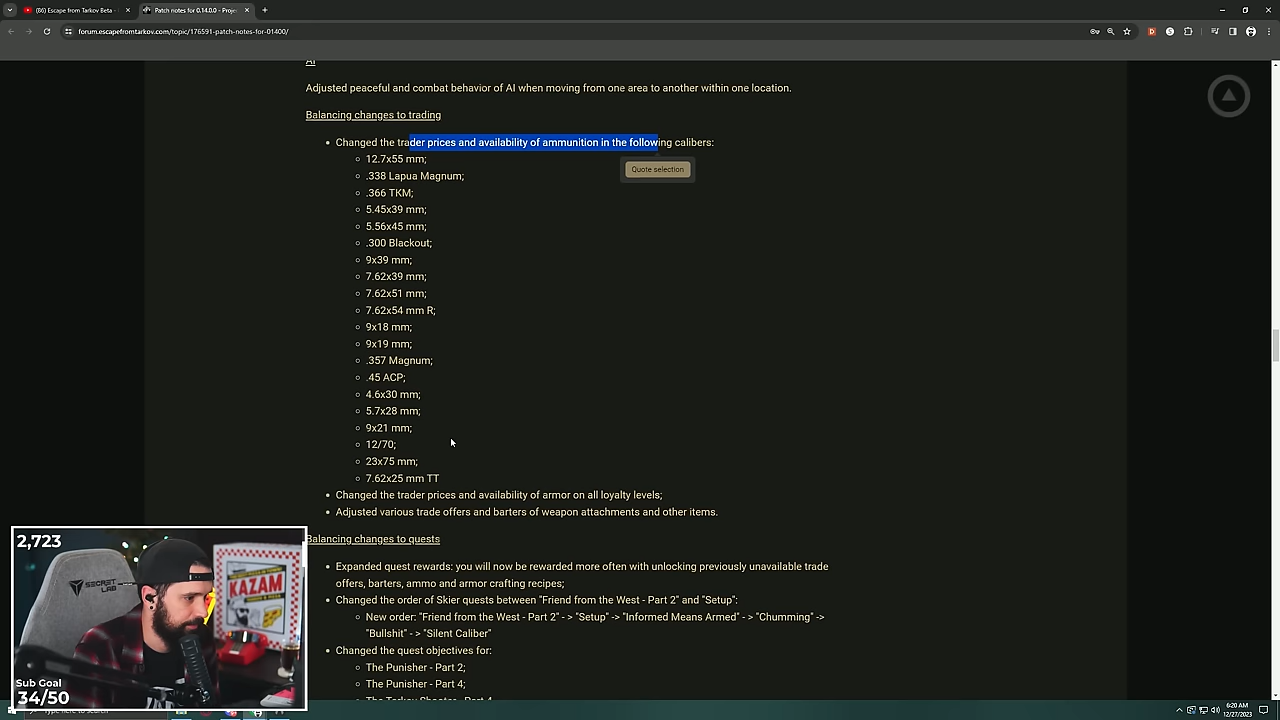 (86) Escape from Tarkov Beta -
Patch notes for 0.14.0.0 - Proje
forum.escapefromtarkov.com/topic/176591-patch-notes-for-01400/
AI
Adjusted peaceful and combat behavior of AI when moving from one area to another within one location.
Balancing changes to trading
Changed the trader prices and availability of ammunition in the following calibers:
12.7x55 mm;
Quote selection
.338 Lapua Magnum;
.366 TKM;
5.45x39 mm;
5.56x45 mm;
.300 Blackout;
9x39 mm;
7.62x39 mm;
7.62x51 mm;
7.62x54 mm R;
9x18 mm;
9x19 mm;
.357 Magnum;
.45 ACP;
4.6x30 mm;
5.7x28 mm;
9x21 mm;
12/70;
23x75 mm;
7.62x25 mm TT
Changed the trader prices and availability of armor on all loyalty levels;
Adjusted various trade offers and barters of weapon attachments and other items.
Balancing changes to quests
Expanded quest rewards: you will now be rewarded more often with unlocking previously unavailable trade
offers, barters, ammo and armor crafting recipes;
Changed the order of Skier quests between "Friend from the West - Part 2" and "Setup":
New order: "Friend from the West - Part 2" - > "Setup" -> "Informed Means Armed" - > "Chumming" ->
"Bullshit" - > "Silent Caliber"
Changed the quest objectives for:
The Punisher - Part 2;
The Punisher - Part 4;
2,723
SECRET
LAB
KAZAM
Sub Goal
34/50
6:20 AM
12/27/2023